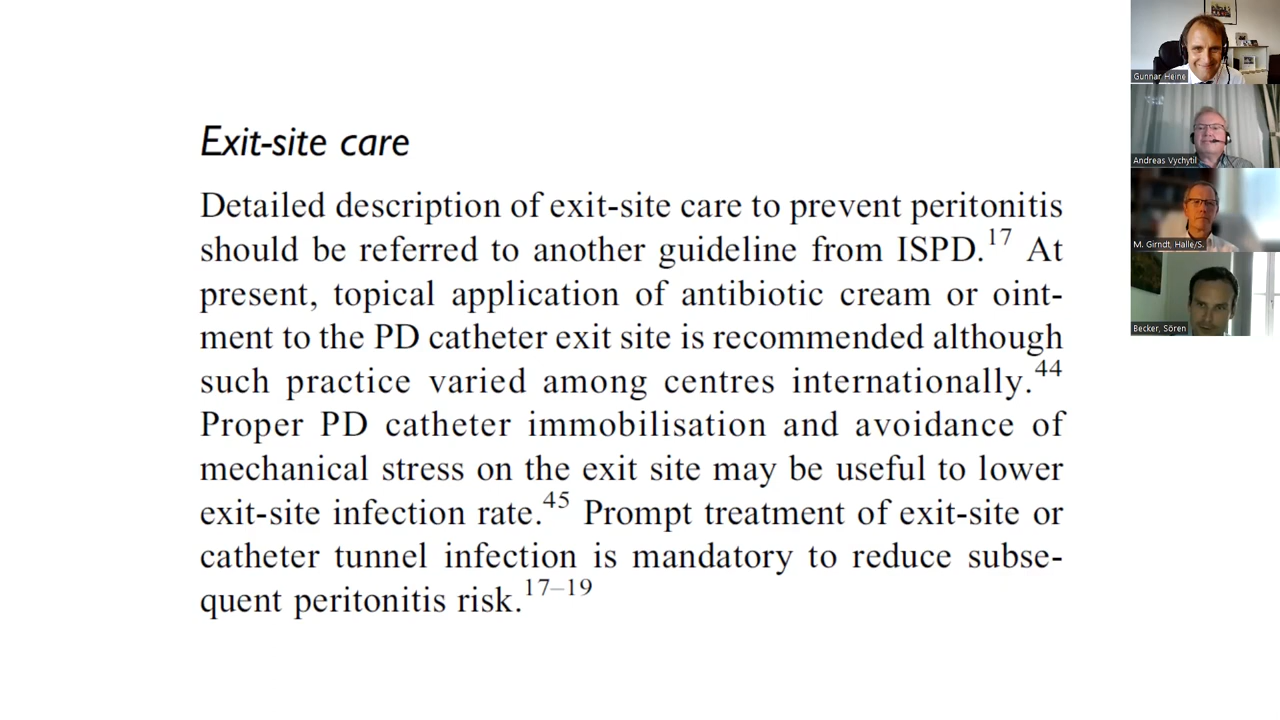 Exit-site care
Detailed description of exit-site care to prevent peritonitis
should be referred to another guideline from ISPD.17 At
present, topical application of antibiotic cream or oint-
ment to the PD catheter exit site is recommended although
such practice varied among centres internationally.44
Proper PD catheter immobilisation and avoidance of
mechanical stress on the exit site may be useful to lower
exit-site infection rate.45 Prompt treatment of exit-site or
catheter tunnel infection is mandatory to reduce subse-
quent peritonitis risk.17–19
Gunnar Heine
Andreas Vychytil
M. Girndt, Halle/S.
Becker, Sören